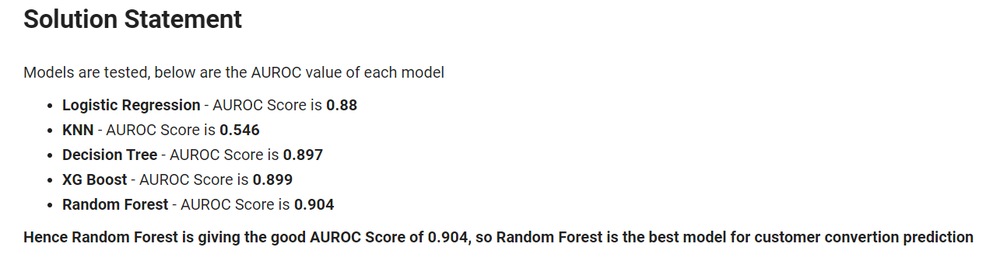 Solution Statement
Models are tested, below are the AUROC value of each model
• Logistic Regression - AUROC Score is 0.88
• KNN - AUROC Score is 0.546
• Decision Tree - AUROC Score is 0.897
• XG Boost - AUROC Score is 0.899
• Random Forest - AUROC Score is 0.904
Hence Random Forest is giving the good AUROC Score of 0.904, so Random Forest is the best model for customer convertion prediction